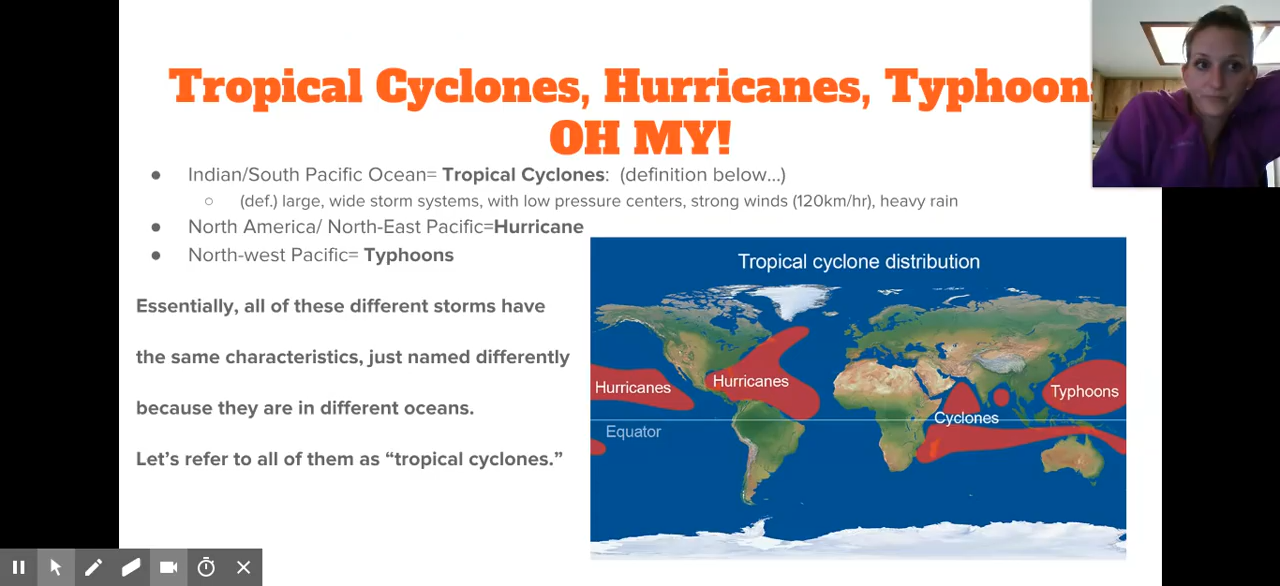 Tropical Cyclones, Hurricanes, Typhoons
OH MY!
● Indian/South Pacific Ocean= Tropical Cyclones: (definition below...)
○ (def.) large, wide storm systems, with low pressure centers, strong winds (120km/hr), heavy rain
● North America/ North-East Pacific=Hurricane
● North-west Pacific= Typhoons
Essentially, all of these different storms have
the same characteristics, just named differently
because they are in different oceans.
Let's refer to all of them as “tropical cyclones.”
Tropical cyclone distribution
Hurricanes
Hurricanes
Typhoons
Cyclones
Equator